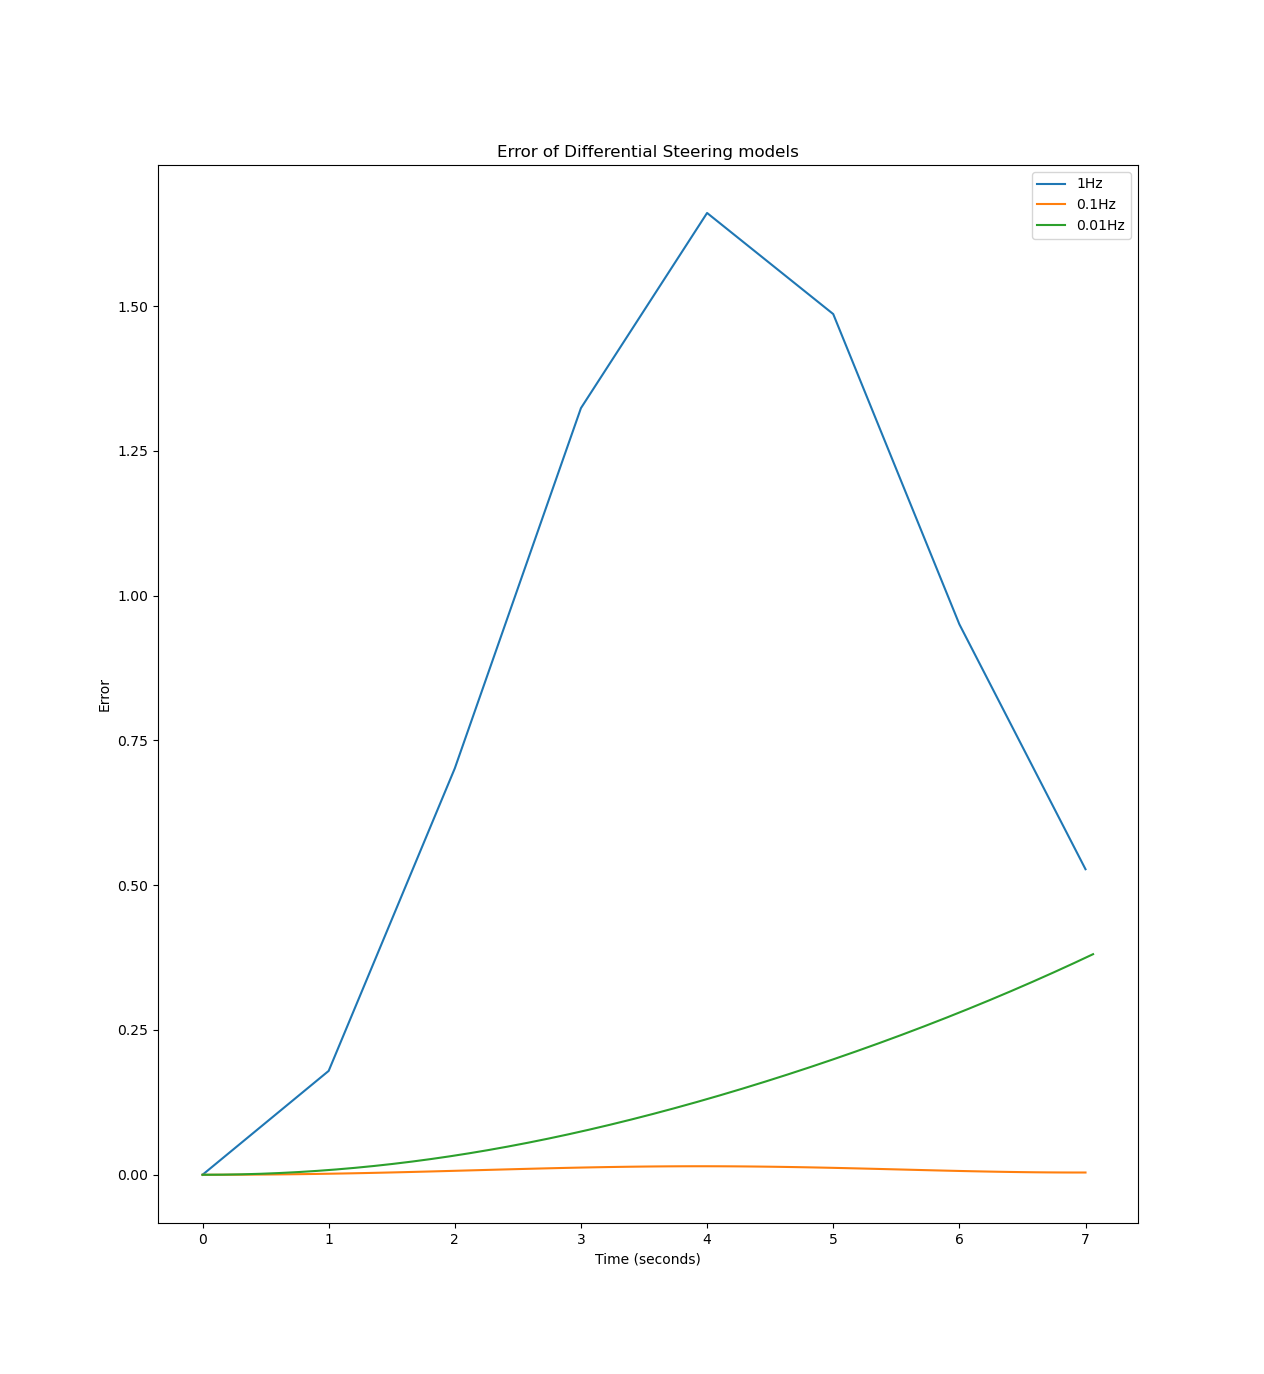 Error of Differential Steering models
1Hz
0.1Hz
0.01Hz
1.50
1.25
1.00
0.75
0.50
0.25
0.00
Error
0 1 2 3 4 5 6 7
Time (seconds)